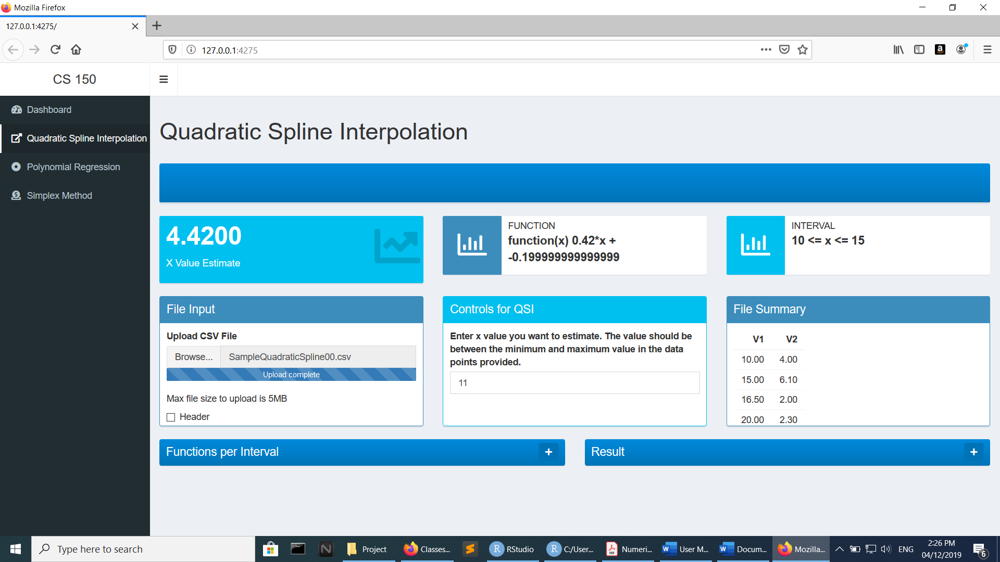 Mozilla Firefox
127.0.0.1:4275/
127.0.0.1:4275
CS 150
Dashboard
Quadratic Spline Interpolation
Polynomial Regression
Simplex Method
Quadratic Spline Interpolation
4.4200
X Value Estimate
FUNCTION
function(x) 0.42*x +
-0.199999999999999
INTERVAL
10 <= x <= 15
File Input
Upload CSV File
Browse... SampleQuadraticSpline00.csv
Upload complete
Max file size to upload is 5MB
Header
Controls for QSI
Enter x value you want to estimate. The value should be
between the minimum and maximum value in the data
points provided.
11
File Summary
V1 V2
10.00 4.00
15.00 6.10
16.50 2.00
20.00 2.30
Functions per Interval +
Result +
Type here to search
Project
Classes...
RStudio
C:/User...
Numeri...
User M...
Docum...
Mozilla...
ENG
2:26 PM
04/12/2019
6